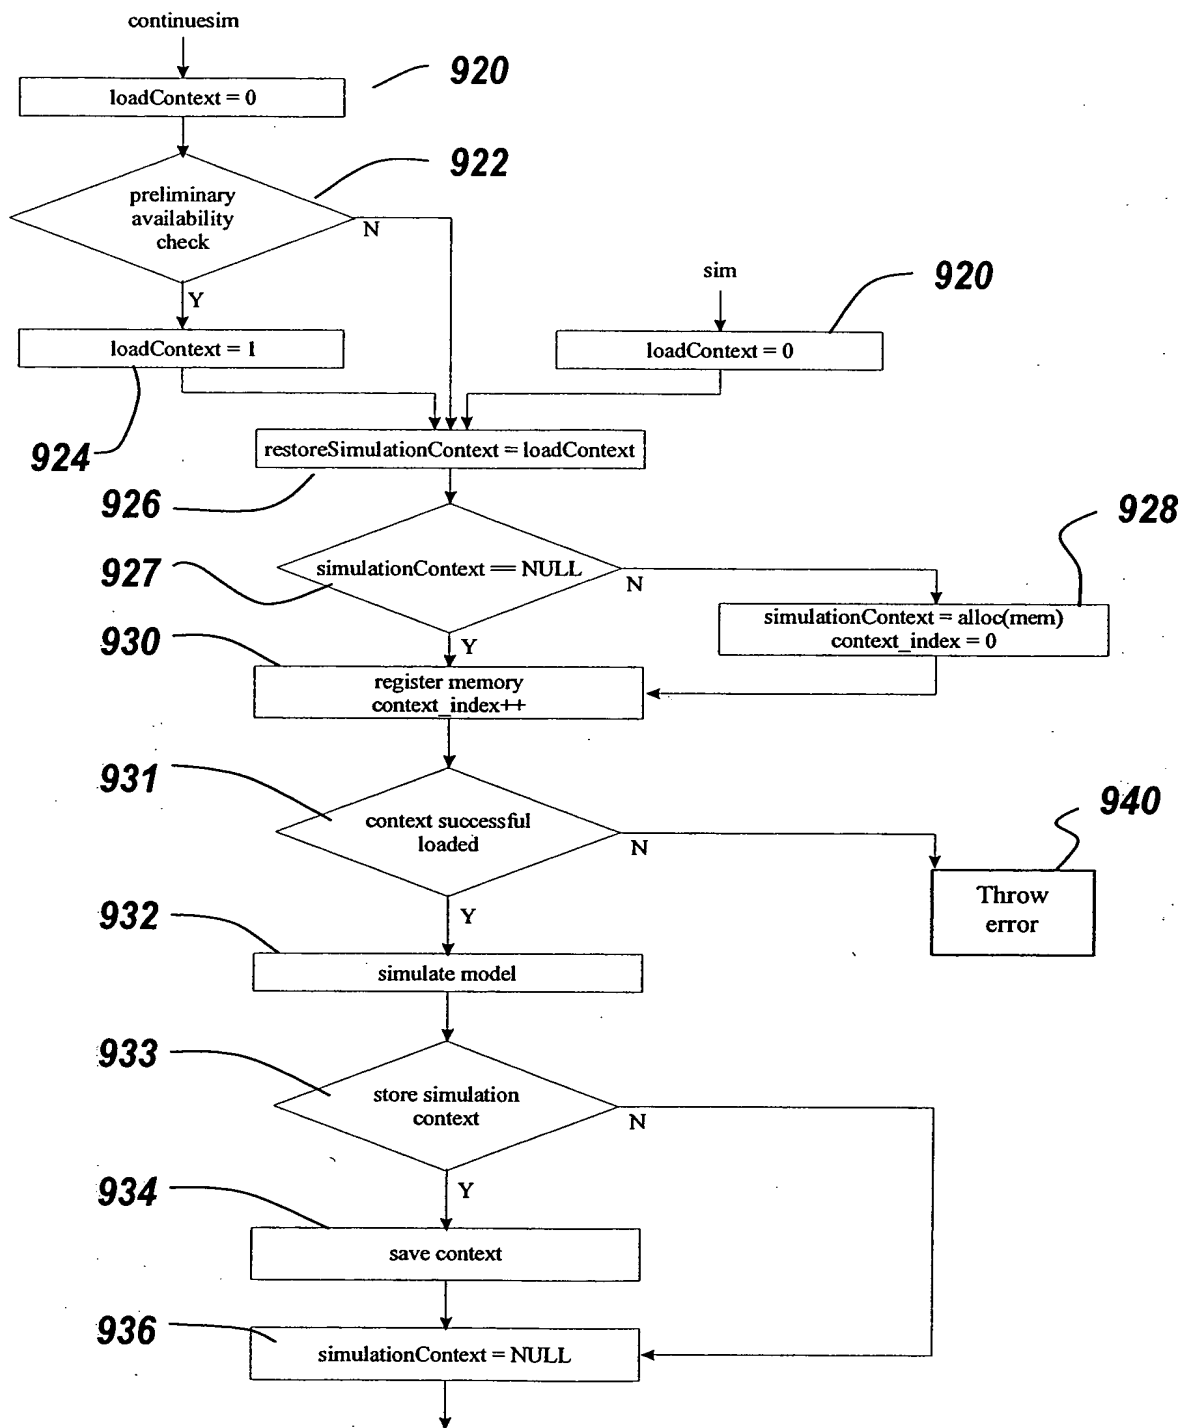 continuesim
920
loadContext = 0
922
preliminary
availability
check
N
Y
sim
920
loadContext = 1
loadContext = 0
924
restoreSimulationContext = loadContext
926
928
927
simulationContext == NULL
N
simulationContext = alloc(mem)
context_index = 0
930
Y
register memory
context_index++
931
context successful
loaded
N
940
Throw
error
932
Y
simulate model
933
store simulation
context
N
934
Y
save context
936
simulationContext = NULL